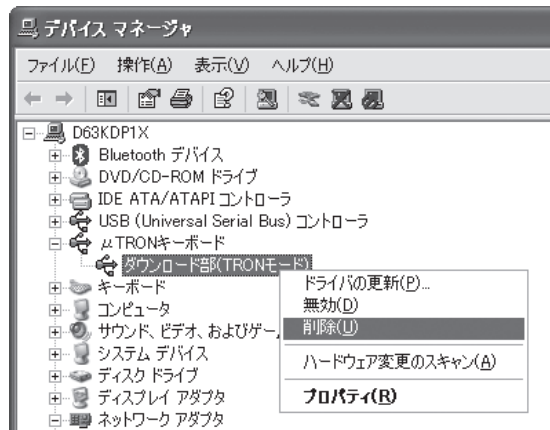 デバイス マネージャ
ファイル(F) 操作(A) 表示(V) ヘルプ(H)
D63KDP1X
Bluetooth デバイス
DVD/CD-ROM ドライブ
IDE ATA/ATAPI コントローラ
USB (Universal Serial Bus) コントローラ
μTRONキーボード
ダウンロード部(TRONモード)
キーボード
コンピュータ
サウンド、ビデオ、およびゲー
システム デバイス
ディスク ドライブ
ディスプレイ アダプタ
ネットワーク アダプタ
ドライバの更新(P)...
無効(D)
削除(U)
ハードウェア変更のスキャン(A)
プロパティ(R)